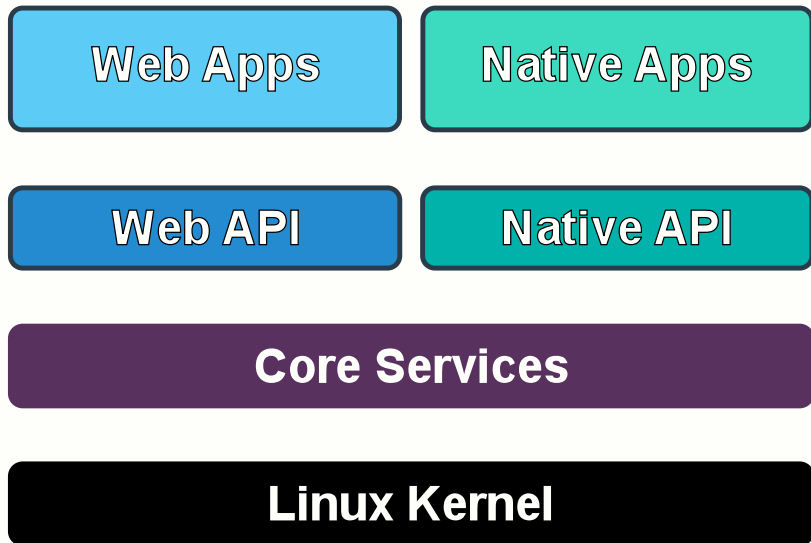 Web Apps
Native Apps
Web API
Native API
Core Services
Linux Kernel